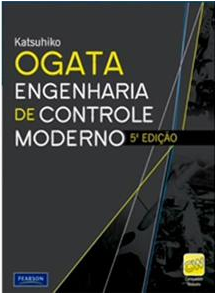 Katsuhiko
OGATA
ENGENHARIA
DE CONTROLE
MODERNO 5ª EDIÇÃO
PEARSON